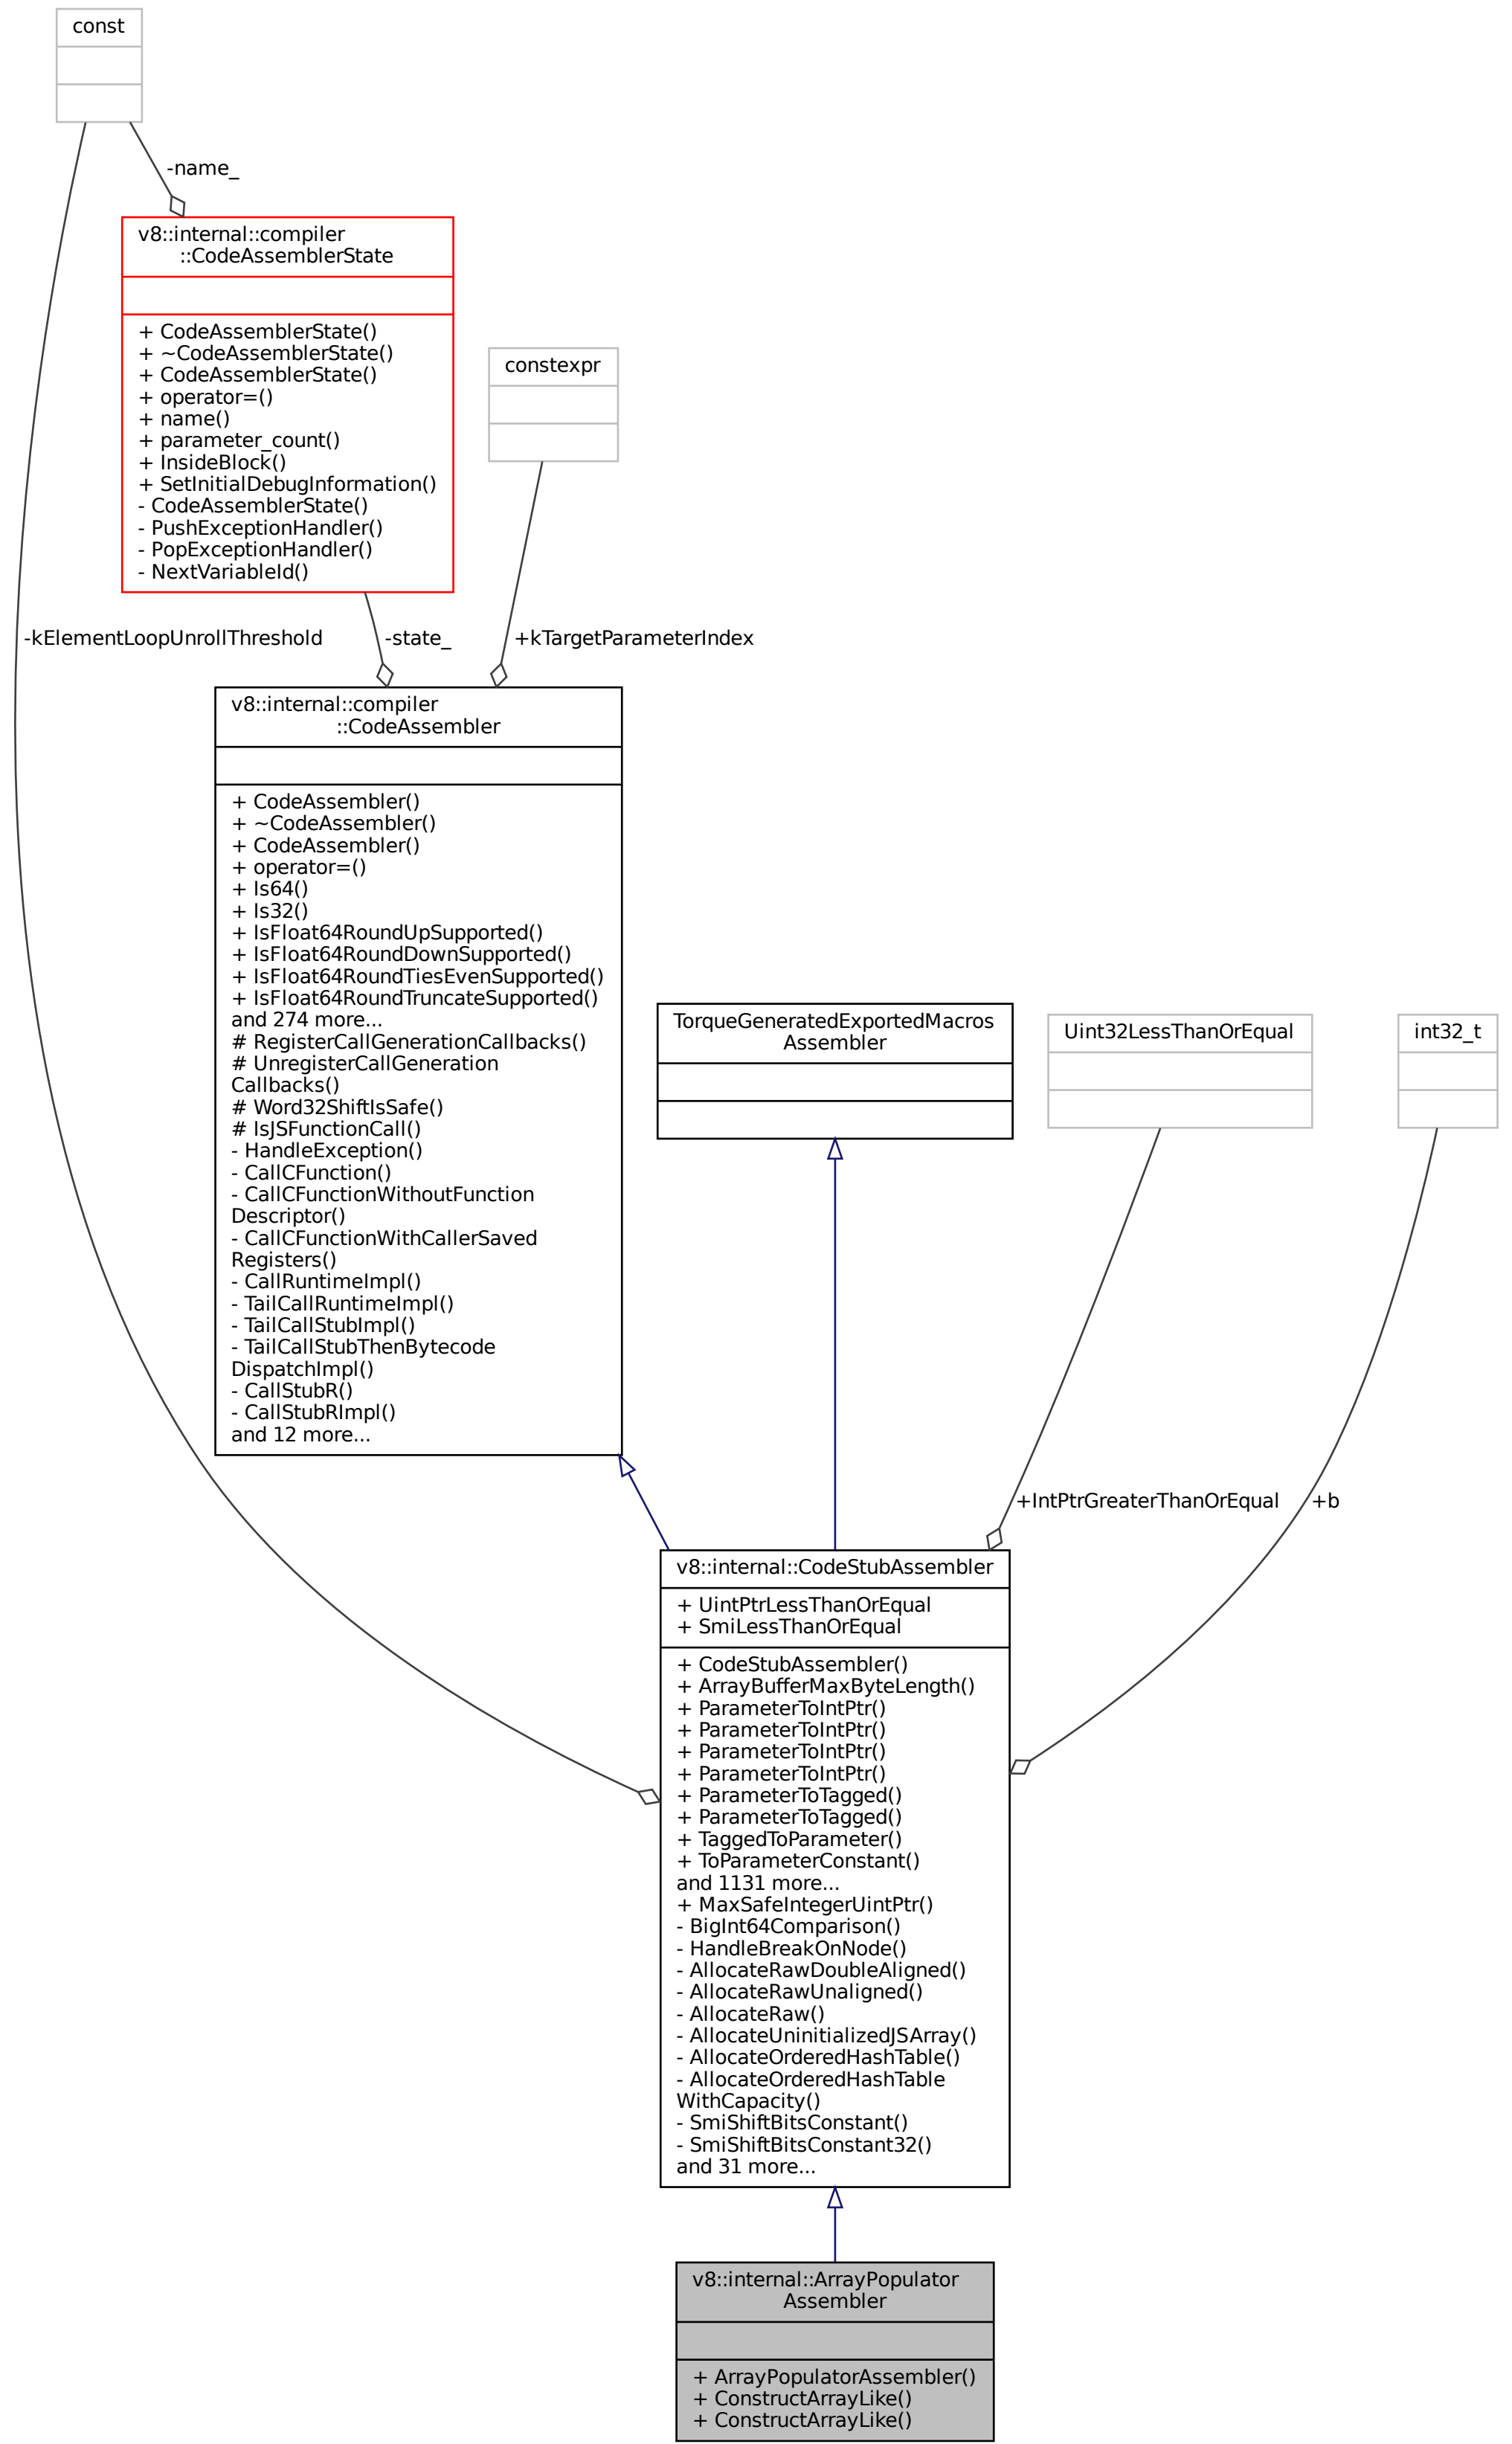 const
-name_
v8::internal::compiler
::CodeAssemblerState
+ CodeAssemblerState()
+ ~CodeAssemblerState()
+ CodeAssemblerState()
+ operator=()
+ name()
+ parameter_count()
+ InsideBlock()
+ SetInitialDebugInformation()
- CodeAssemblerState()
- PushExceptionHandler()
- PopExceptionHandler()
- NextVariableId()
constexpr
-kElementLoopUnrollThreshold
-state_
+kTargetParameterIndex
v8::internal::compiler
::CodeAssembler
+ CodeAssembler()
+ ~CodeAssembler()
+ CodeAssembler()
+ operator=()
+ Is64()
+ Is32()
+ IsFloat64RoundUpSupported()
+ IsFloat64RoundDownSupported()
+ IsFloat64RoundTiesEvenSupported()
+ IsFloat64RoundTruncateSupported()
and 274 more...
# RegisterCallGenerationCallbacks()
# UnregisterCallGeneration
Callbacks()
# Word32ShiftIsSafe()
# IsJSFunctionCall()
- HandleException()
- CallCFunction()
- CallCFunctionWithoutFunction
Descriptor()
- CallCFunctionWithCallerSaved
Registers()
- CallRuntimeImpl()
- TailCallRuntimeImpl()
- TailCallStubImpl()
- TailCallStubThenBytecode
DispatchImpl()
- CallStubR()
- CallStubRImpl()
and 12 more...
TorqueGeneratedExportedMacros
Assembler
Uint32LessThanOrEqual
int32_t
+IntPtrGreaterThanOrEqual
+b
v8::internal::CodeStubAssembler
+ UintPtrLessThanOrEqual
+ SmiLessThanOrEqual
+ CodeStubAssembler()
+ ArrayBufferMaxByteLength()
+ ParameterToIntPtr()
+ ParameterToIntPtr()
+ ParameterToIntPtr()
+ ParameterToIntPtr()
+ ParameterToTagged()
+ ParameterToTagged()
+ TaggedToParameter()
+ ToParameterConstant()
and 1131 more...
+ MaxSafeIntegerUintPtr()
- BigInt64Comparison()
- HandleBreakOnNode()
- AllocateRawDoubleAligned()
- AllocateRawUnaligned()
- AllocateRaw()
- AllocateUninitializedJSArray()
- AllocateOrderedHashTable()
- AllocateOrderedHashTable
WithCapacity()
- SmiShiftBitsConstant()
- SmiShiftBitsConstant32()
and 31 more...
v8::internal::ArrayPopulator
Assembler
+ ArrayPopulatorAssembler()
+ ConstructArrayLike()
+ ConstructArrayLike()